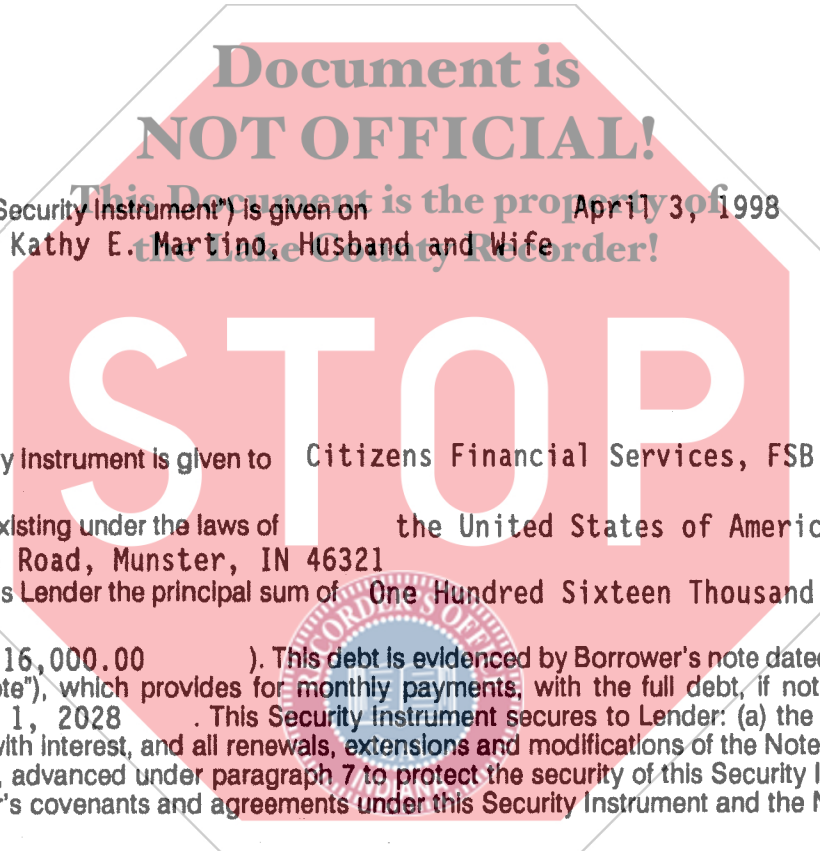 Document is
NOT OFFICIAL!
This Document is the property of
the Lake County Recorder!
Security Instrument") is given on April 3, 1998
Kathy E. Martino, Husband and Wife
STOP
y Instrument is given to Citizens Financial Services, FSB
xisting under the laws of the United States of Americ
Road, Munster, IN 46321
s Lender the principal sum of One Hundred Sixteen Thousand
RECORDER'S OFFICE
16,000.00 ). This debt is evidenced by Borrower's note dated
te"), which provides for monthly payments, with the full debt, if not
1, 2028 . This Security Instrument secures to Lender: (a) the
vith interest, and all renewals, extensions and modifications of the Note
, advanced under paragraph 7 to protect the security of this Security I
r's covenants and agreements under this Security Instrument and the N
INDIANA